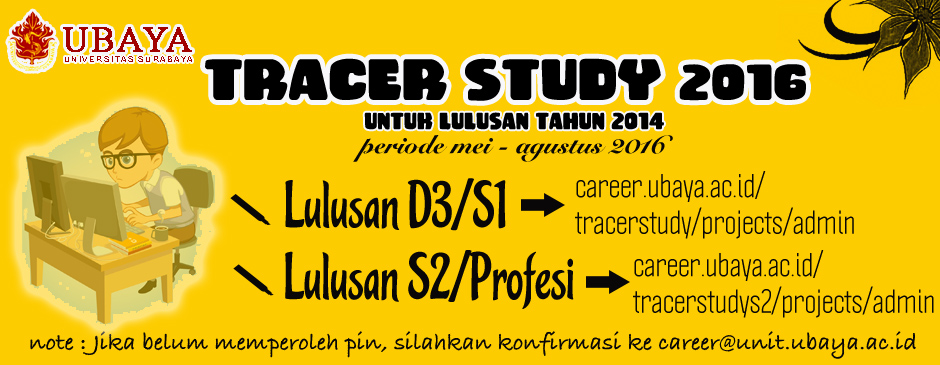 UBAYA
UNIVERSITAS SURABAYA
TRACER STUDY 2016
UNTUK LULUSAN TAHUN 2014
periode mei - agustus 2016
Lulusan D3/S1
career.ubaya.ac.id/
tracerstudy/projects/admin
Lulusan S2/Profesi
career.ubaya.ac.id/
tracerstudys2/projects/admin
note : Jika belum memperoleh pin, silahkan konfirmasi ke career@unit.ubaya.ac.id